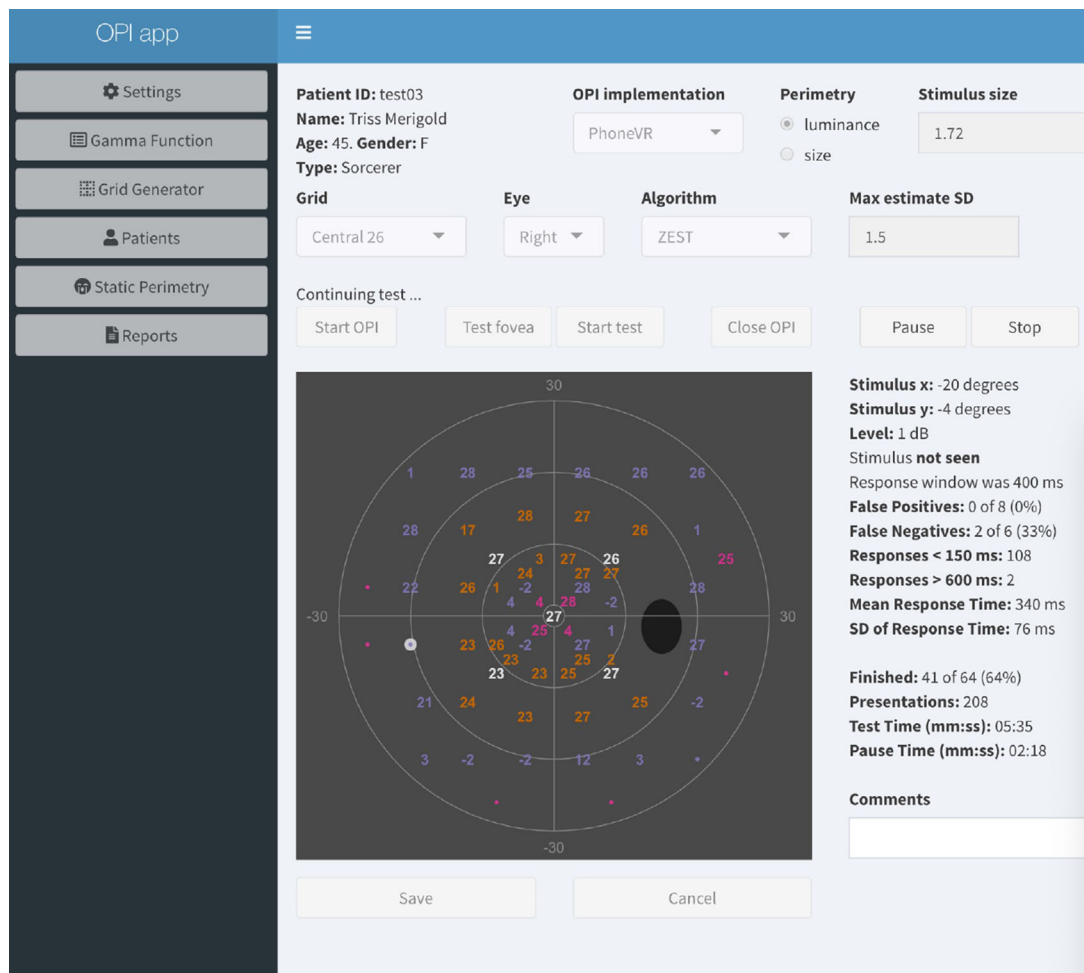 OPI app
Settings
Gamma Function
Grid Generator
Patients
Static Perimetry
Reports
Patient ID: test03
Name: Triss Merigold
Age: 45. Gender: F
Type: Sorcerer
OPI implementation
PhoneVR
Perimetry
luminance
size
Stimulus size
1.72
Grid
Central 26
Eye
Right
Algorithm
ZEST
Max estimate SD
1.5
Continuing test ...
Start OPI
Test fovea
Start test
Close OPI
Pause
Stop
30
1 28 25 26 26 26
28 27
28 17 26 1
27 3 27 26 25
24 27 27
22 26 1 -2 28 28
4 4 28 -2
-30 27 30
4 25 4 1
23 26 -2 27 27
23 25 2
23 23 25 27
21 24 25 -2
23 27
3 -2 -2 12 3
-30
Stimulus x: -20 degrees
Stimulus y: -4 degrees
Level: 1 dB
Stimulus not seen
Response window was 400 ms
False Positives: 0 of 8 (0%)
False Negatives: 2 of 6 (33%)
Responses < 150 ms: 108
Responses > 600 ms: 2
Mean Response Time: 340 ms
SD of Response Time: 76 ms
Finished: 41 of 64 (64%)
Presentations: 208
Test Time (mm:ss): 05:35
Pause Time (mm:ss): 02:18
Comments
Save
Cancel